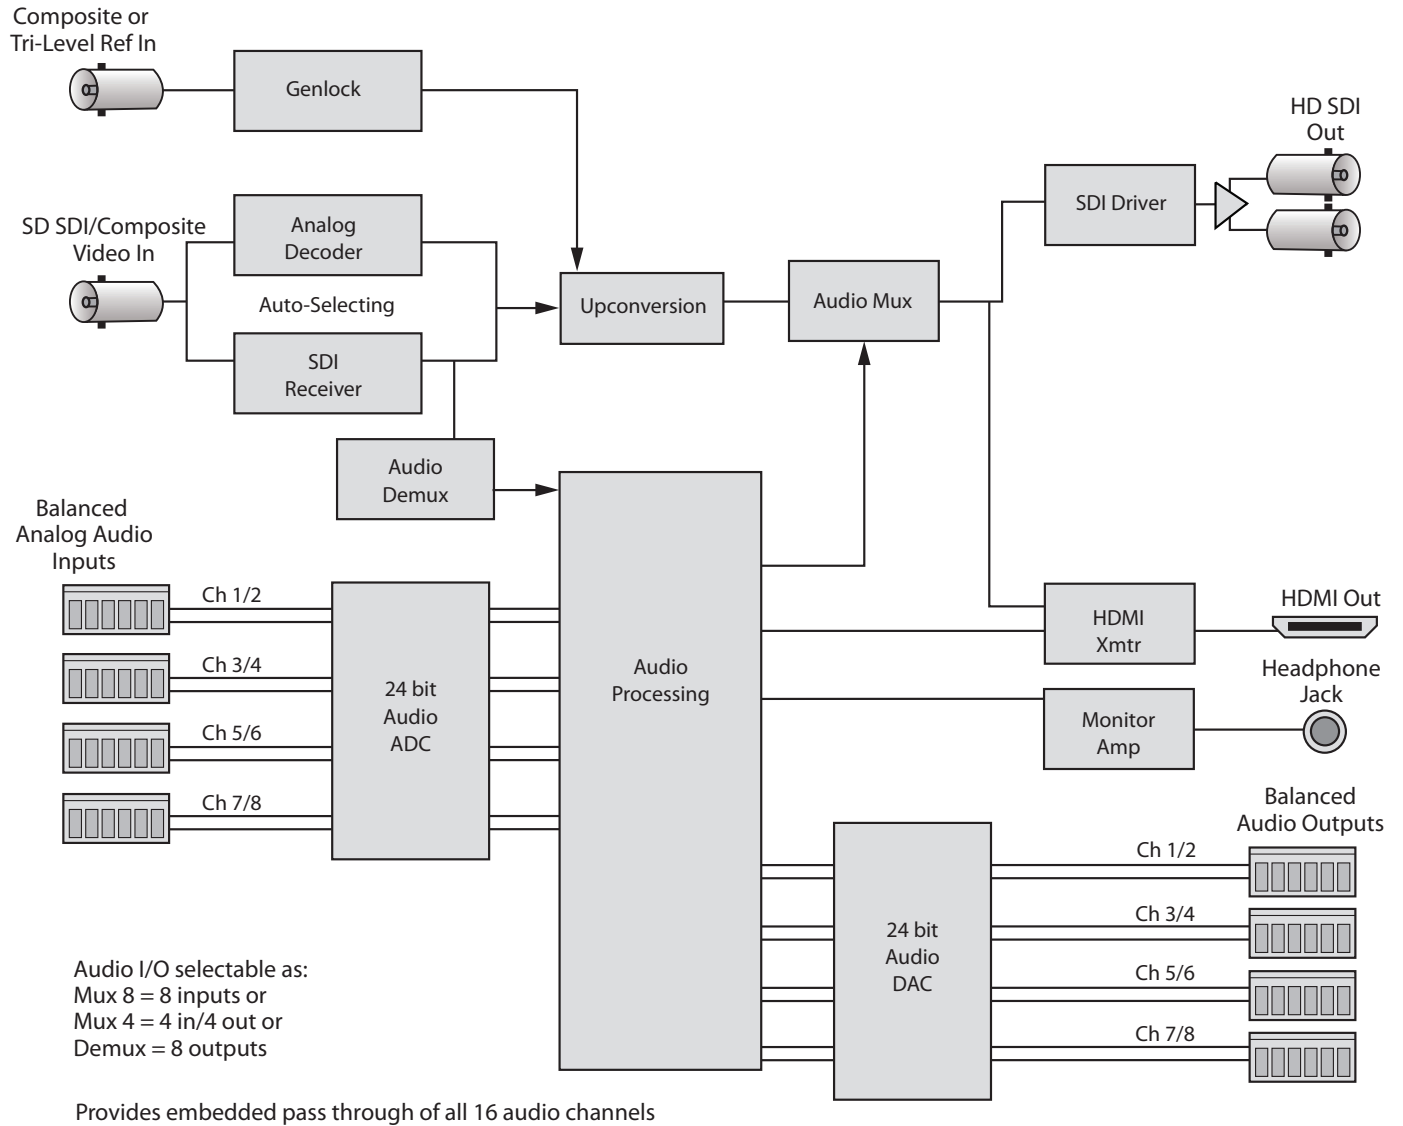 Composite or
Tri-Level Ref In
Genlock
HD SDI
Out
SDI Driver
SD SDI/Composite
Video In
Analog
Decoder
Auto-Selecting
SDI
Receiver
Upconversion
Audio Mux
Audio
Demux
Balanced
Analog Audio
Inputs
Ch 1/2
Ch 3/4
Ch 5/6
Ch 7/8
24 bit
Audio
ADC
Audio
Processing
HDMI
Xmtr
HDMI Out
Headphone
Jack
Monitor
Amp
Balanced
Audio Outputs
24 bit
Audio
DAC
Ch 1/2
Ch 3/4
Ch 5/6
Ch 7/8
Audio I/O selectable as:
Mux 8 = 8 inputs or
Mux 4 = 4 in/4 out or
Demux = 8 outputs
Provides embedded pass through of all 16 audio channels